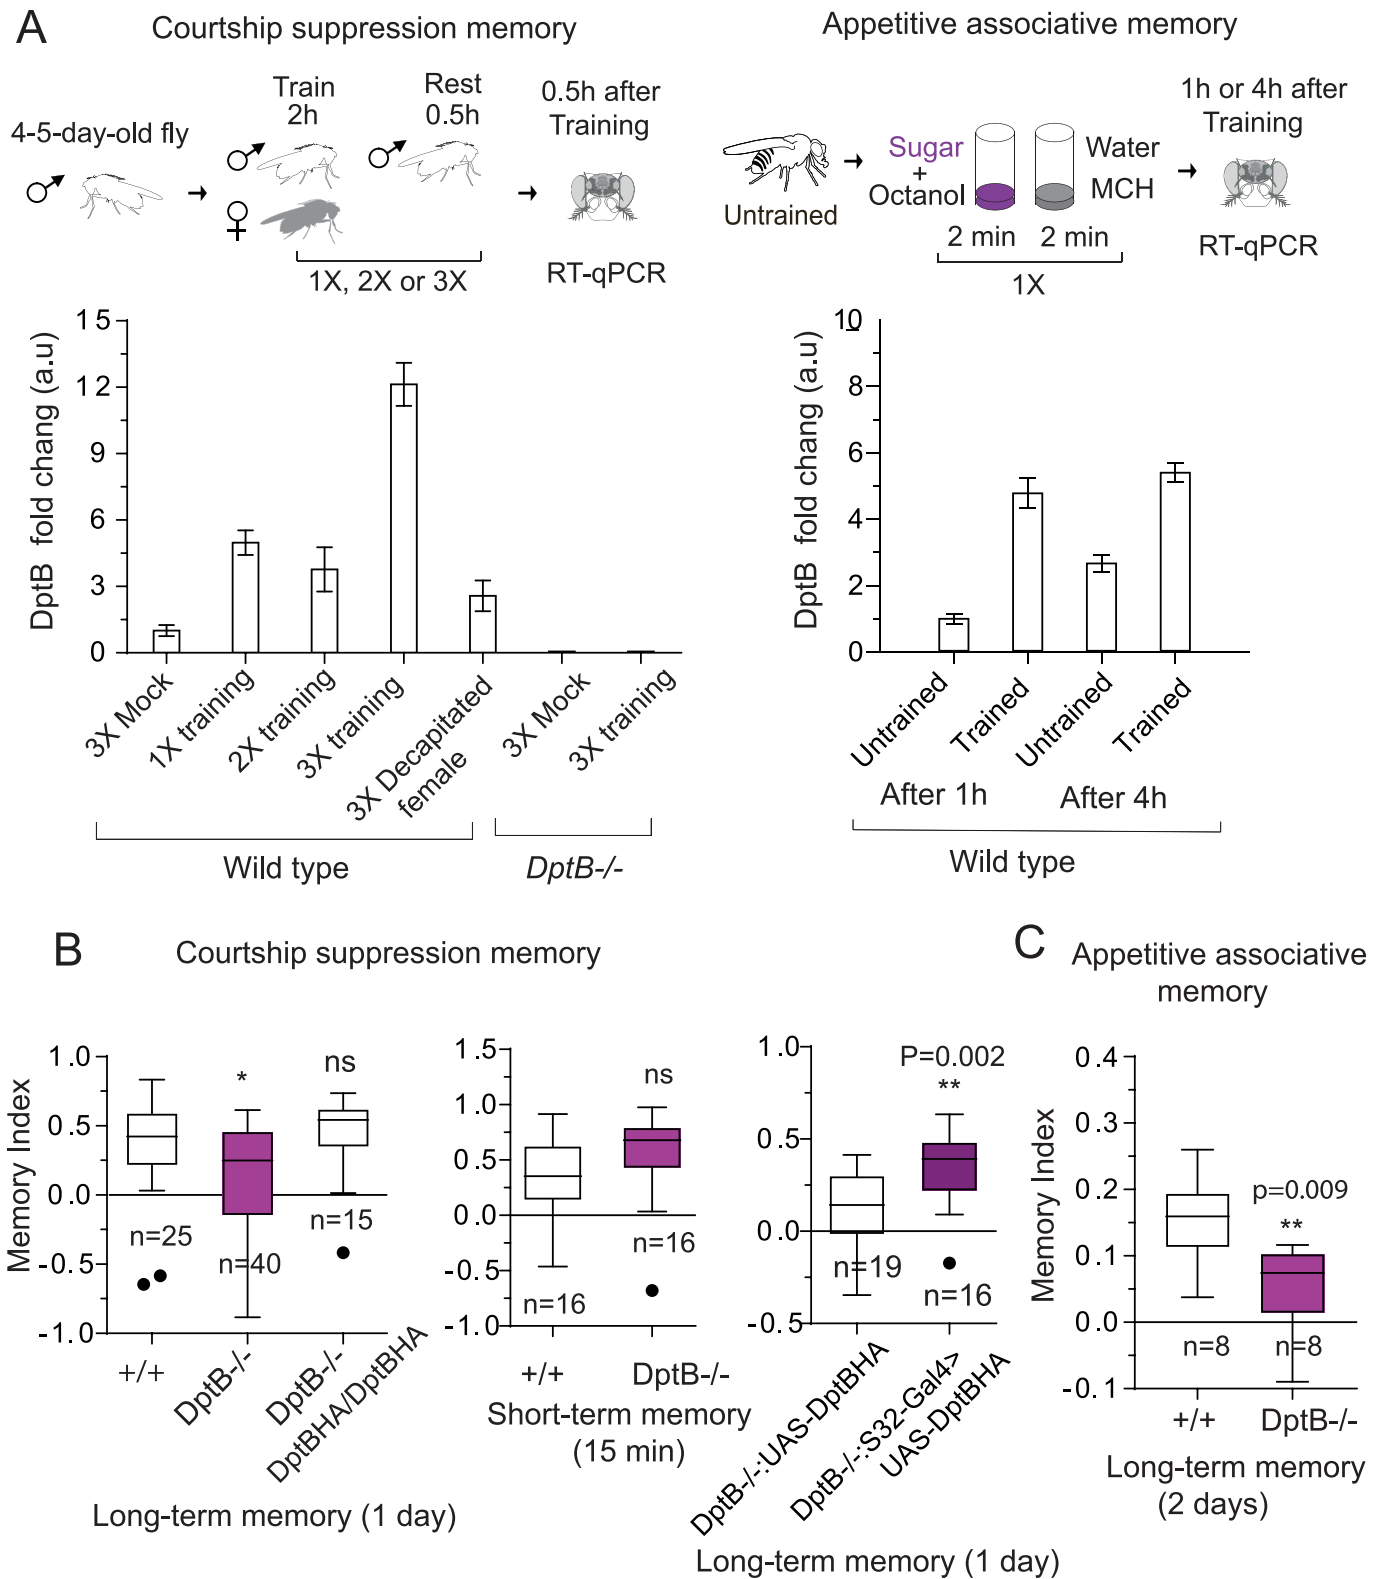 A
Courtship suppression memory
Appetitive associative memory
4-5-day-old fly
Train
2h
Rest
0.5h
0.5h after
Training
1X, 2X or 3X
RT-qPCR
Untrained
Sugar
+
Octanol
Water
MCH
2 min
2 min
1X
1h or 4h after
Training
RT-qPCR
DptB fold chang (a.u)
15
12
9
6
3
0
3X Mock
1X training
2X training
3X training
3X Decapitated
female
3X Mock
3X training
Wild type
DptB-/-
DptB fold chang (a.u)
10
8
6
4
2
0
Untrained
Trained
Untrained
Trained
After 1h
After 4h
Wild type
B
Courtship suppression memory
Memory Index
1.0
0.5
0.0
-0.5
-1.0
*
ns
n=25
n=40
n=15
+/+
DptB-/-
DptB-/-
DptBHA/DptBHA
Long-term memory (1 day)
1.5
1.0
0.5
0.0
-0.5
-1.0
ns
n=16
n=16
+/+
DptB-/-
Short-term memory
(15 min)
1.0
0.5
0.0
-0.5
P=0.002
**
n=19
n=16
DptB-/-:UAS-DptBHA
DptB-/-:S32-Gal4>
UAS-DptBHA
Long-term memory (1 day)
C
Appetitive associative
memory
Memory Index
0.4
0.3
0.2
0.1
0.0
-0.1
p=0.009
**
n=8
n=8
+/+
DptB-/-
Long-term memory
(2 days)